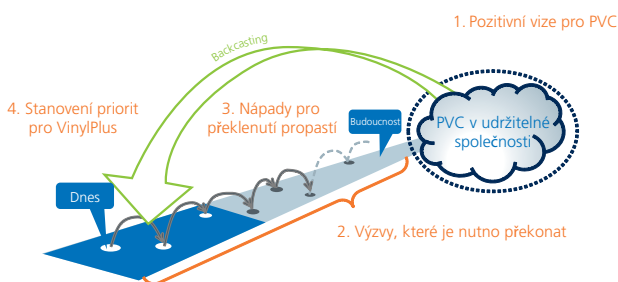 1. Pozitivní vize pro PVC
Backcasting
4. Stanovení priorit
pro VinylPlus
3. Nápady pro
překlenutí propastí
Budoucnost
PVC v udržitelné
společnosti
Dnes
2. Výzvy, které je nutno překonat